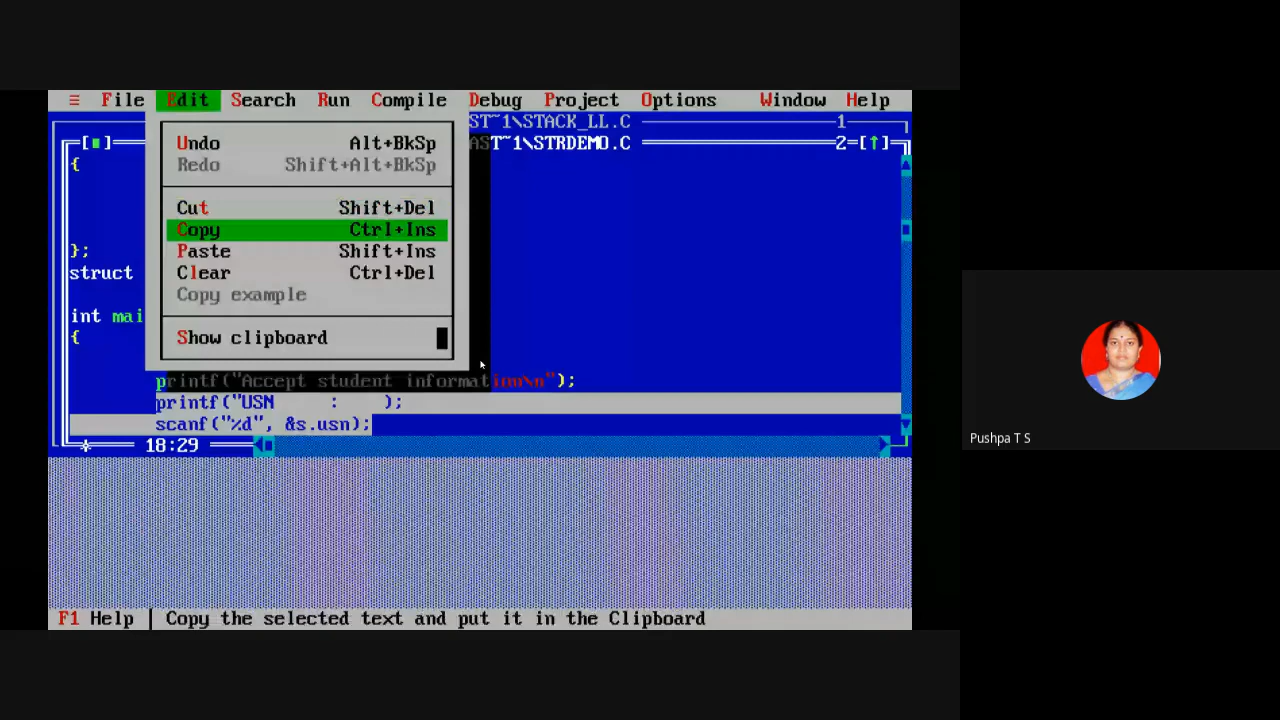 ≡ File Edit Search Run Compile Debug Project Options Window Help
ST~1\STACK_LL.C 1
[■] AST~1\STRDEMO.C 2=[↑]
{
Undo Alt+BkSp
Redo Shift+Alt+BkSp
Cut Shift+Del
Copy Ctrl+Ins
}; Paste Shift+Ins
struct Clear Ctrl+Del
Copy example
int mai
{ Show clipboard
printf("Accept student information\n");
printf("USN : );
scanf("%d", &s.usn);
18:29
F1 Help | Copy the selected text and put it in the Clipboard
Pushpa T S